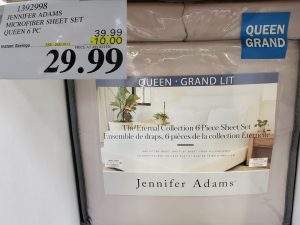 1392998
JENNIFER ADAMS
MICROFIBER SHEET SET
QUEEN 6 PC
39.99
Instant Savings
-10.00
29.99
QUEEN
GRAND
QUEEN · GRAND LIT
The Eternal Collection 6 Piece Sheet Set
Ensemble de draps, 6 pièces de la collection Éternelle
Jennifer Adams